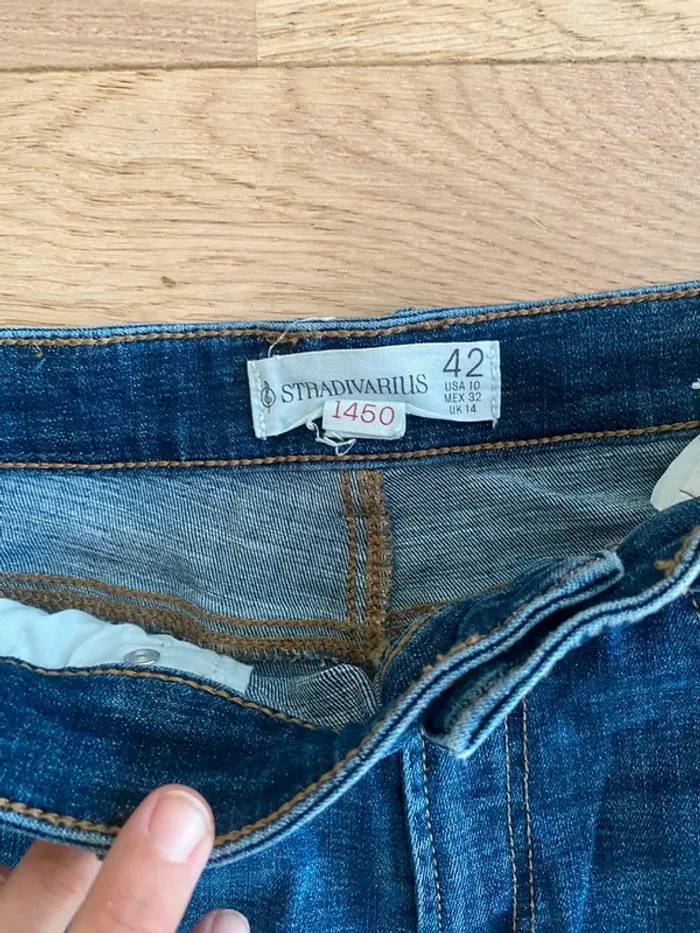 STRADIVARIUS
1450
42
USA 10
MEX 32
UK 14